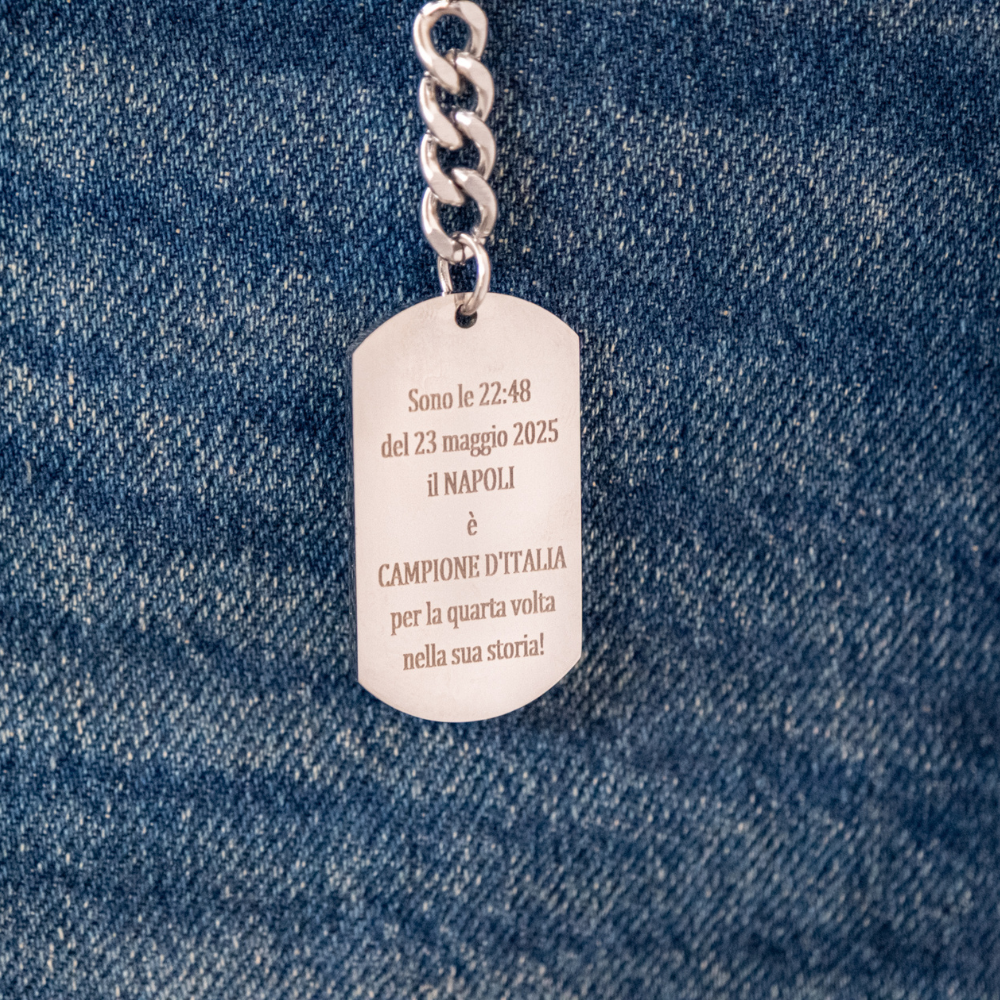 Sono le 22:48
del 23 maggio 2025
il NAPOLI
è
CAMPIONE D'ITALIA
per la quarta volta
nella sua storia!